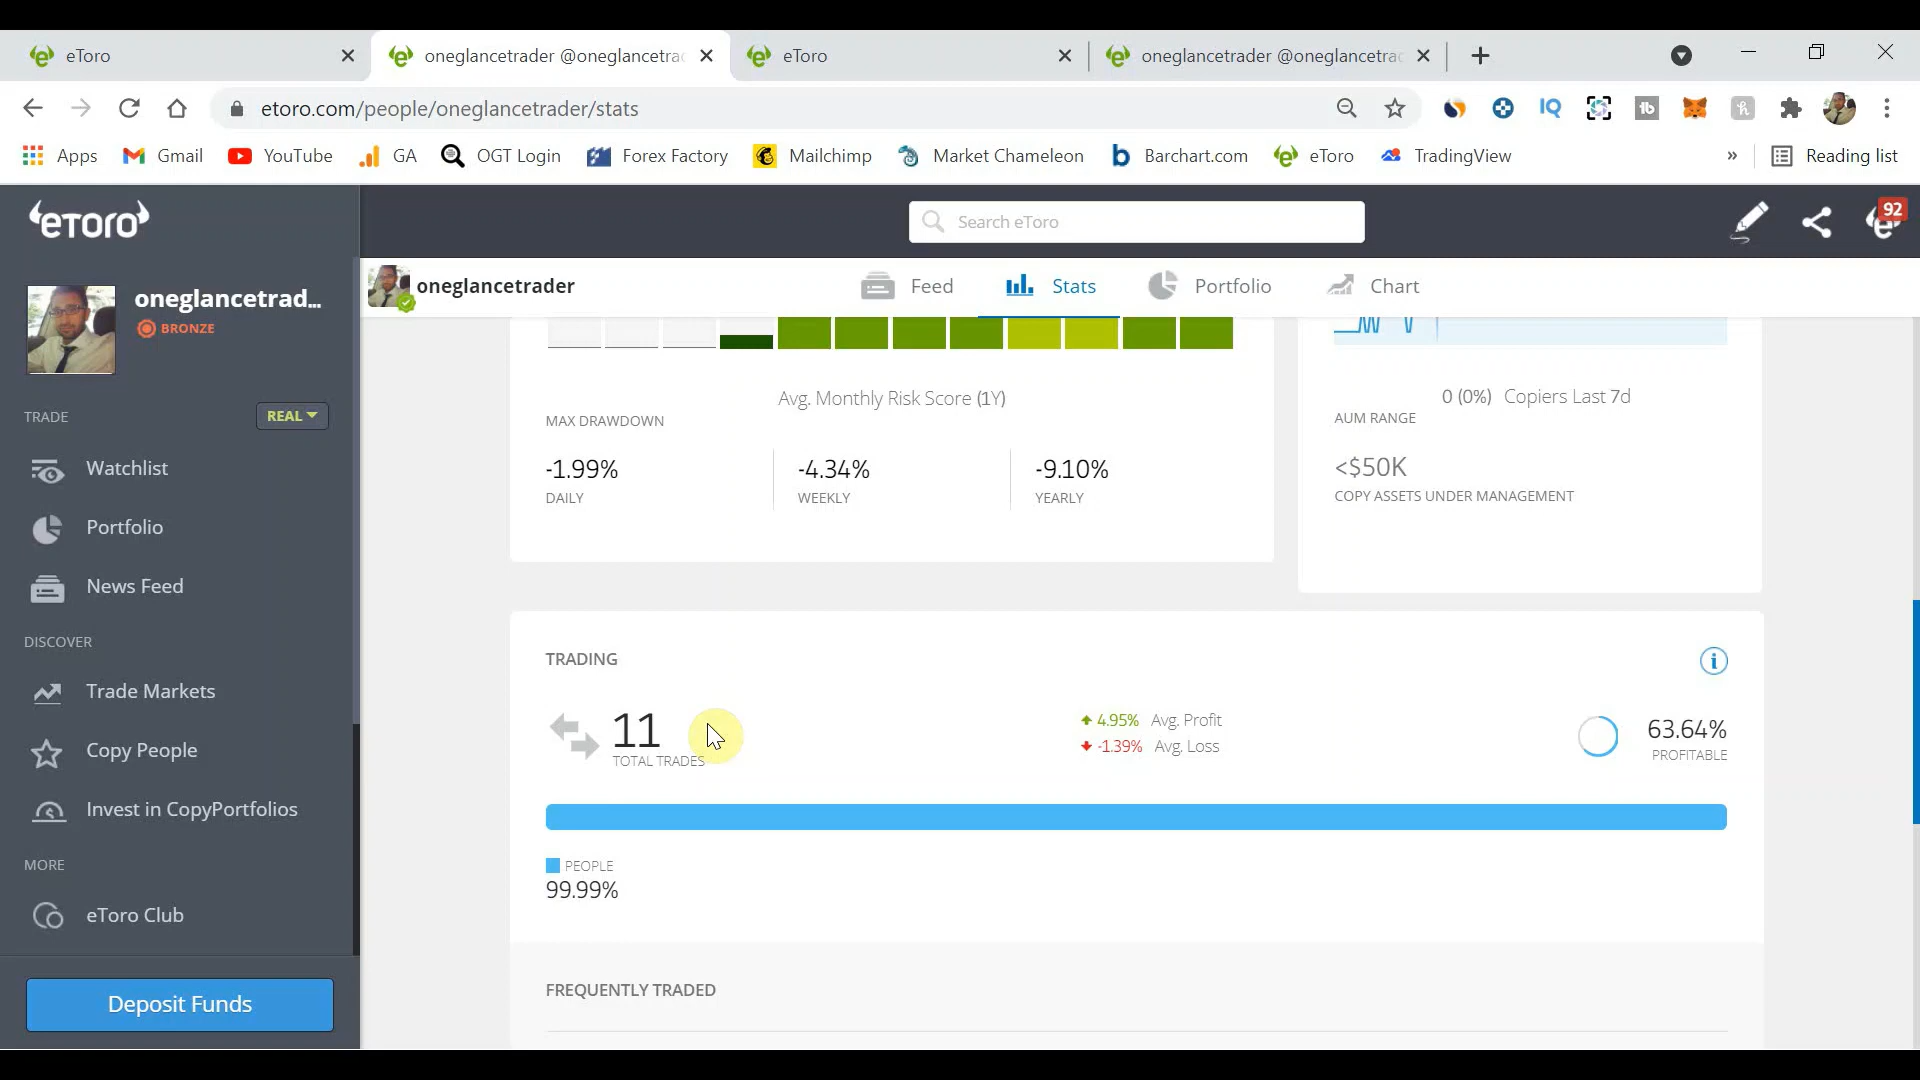 eToro
oneglancetrader @oneglancetra
eToro
oneglancetrader @oneglancetrac
etoro.com/people/oneglancetrader/stats
IQ
tb
h
Apps
Gmail
YouTube
GA
OGT Login
Forex Factory
Mailchimp
Market Chameleon
b
Barchart.com
eToro
TradingView
»
Reading list
eToro
Search eToro
92
oneglancetrad...
BRONZE
oneglancetrader
Feed
Stats
Portfolio
Chart
TRADE
REAL
Watchlist
Portfolio
News Feed
DISCOVER
Trade Markets
Copy People
Invest in CopyPortfolios
MORE
eToro Club
Deposit Funds
Avg. Monthly Risk Score (1Y)
MAX DRAWDOWN
-1.99%
DAILY
-4.34%
WEEKLY
-9.10%
YEARLY
0 (0%) Copiers Last 7d
AUM RANGE
<$50K
COPY ASSETS UNDER MANAGEMENT
TRADING
i
11
TOTAL TRADES
4.95% Avg. Profit
-1.39% Avg. Loss
63.64%
PROFITABLE
PEOPLE
99.99%
FREQUENTLY TRADED